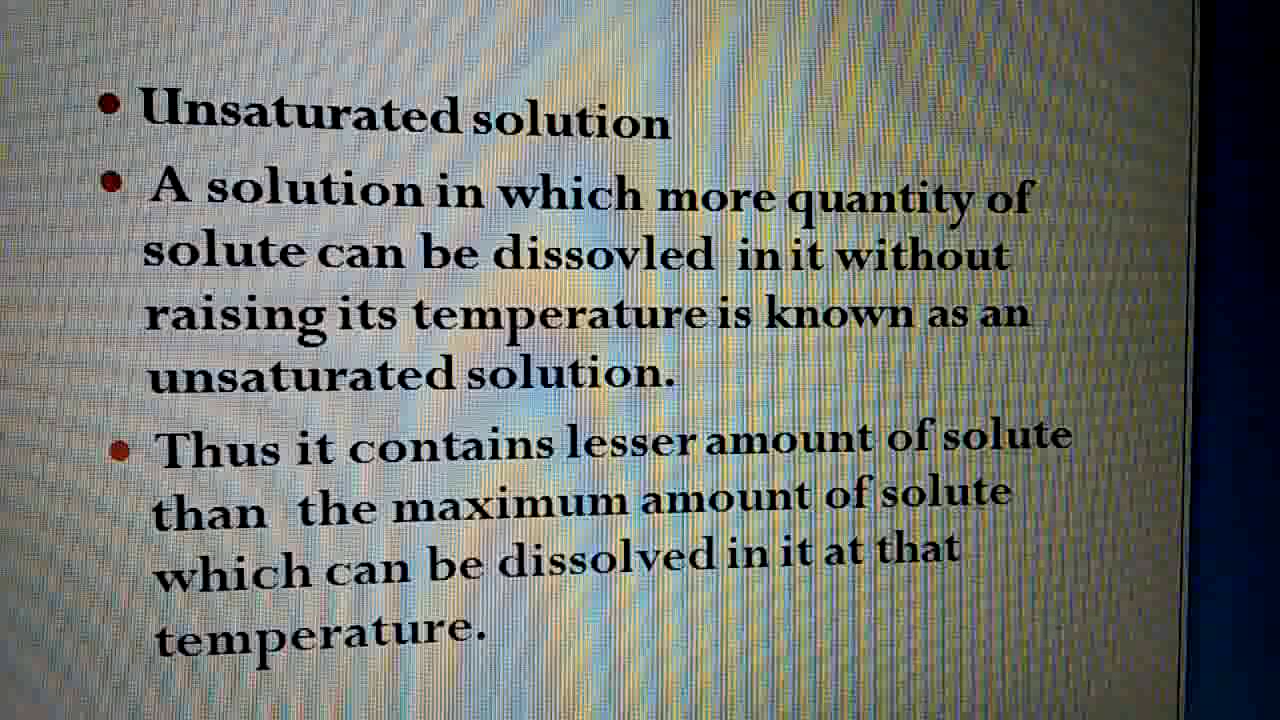 • Unsaturated solution
• A solution in which more quantity of
solute can be dissovled in it without
raising its temperature is known as an
unsaturated solution.
• Thus it contains lesser amount of solute
than the maximum amount of solute
which can be dissolved in it at that
temperature.